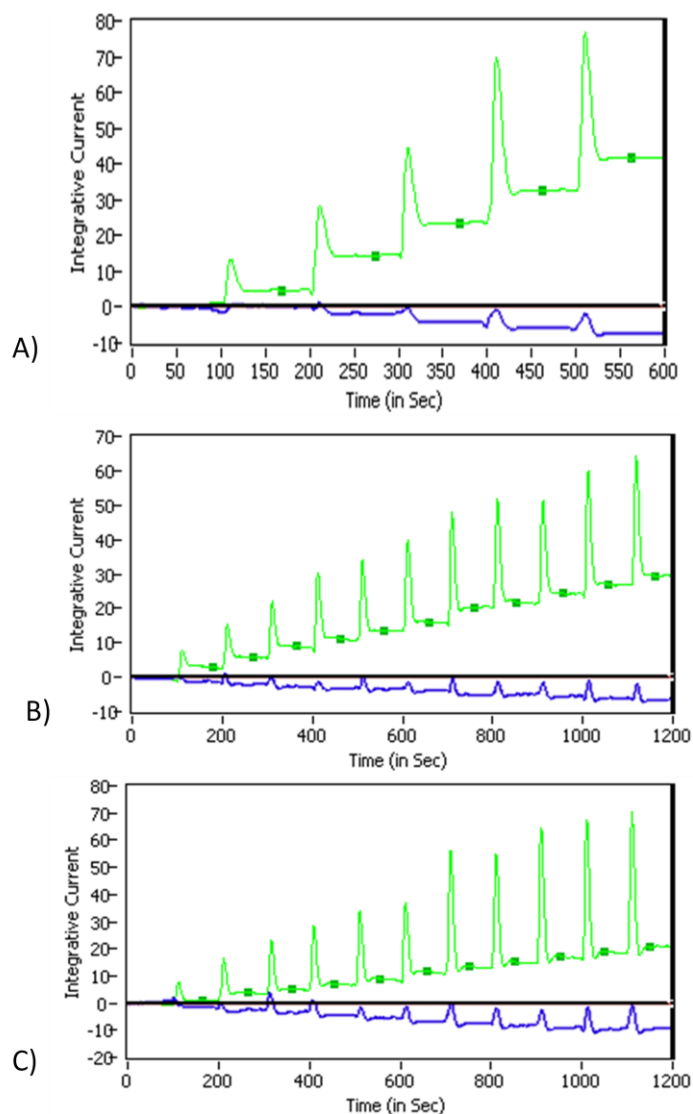 80-
70-
60-
50-
40-
30-
20-
10-
0-
-10-
Integrative Current
0 50 100 150 200 250 300 350 400 450 500 550 600
Time (in Sec)
A)
70-
60-
50-
40-
30-
20-
10-
0-
-10-
Integrative Current
0 200 400 600 800 1000 1200
Time (in Sec)
B)
80-
70-
60-
50-
40-
30-
20-
10-
0-
-10-
-20-
Integrative Current
0 200 400 600 800 1000 1200
Time (in Sec)
C)